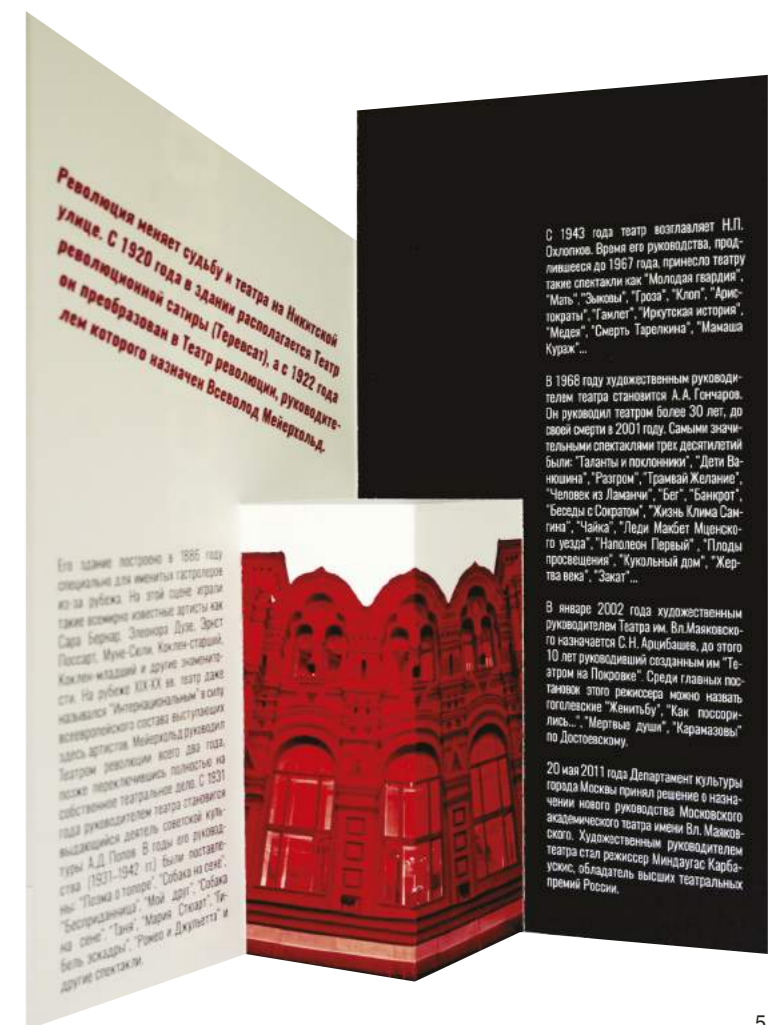 Революция меняет судьбу и театра на Никитской
улице. С 1920 года в здании располагается Театр
революционной сатиры (Теревсат), а с 1922 года
он преобразован в Театр революции, руководите-
лем которого назначен Всеволод Мейерхольд.
Его здание построено в 1886 году
специально для именитых гастролеров
из-за рубежа. На этой сцене играли
такие всемирно известные артисты как
Сара Бернар, Элеонора Дузе, Эрнст
Поссарт, Муне-Сюли, Коклен-старший,
Коклен-младший и другие знаменито-
сти. На рубеже XIX-XX вв. театр даже
назывался "Интернациональным" в силу
всеевропейского состава выступающих
здесь артистов. Мейерхольд руководил
Театром революции всего два года,
позже переключившись полностью на
собственное театральное дело. С 1931
года руководителем театра становится
выдающийся деятель советской куль-
туры А.Д. Попов. В годы его руковод-
ства (1931-1942 гг.) были поставле-
ны "Поэма о топоре", "Собака на сене",
"Бесприданница", "Мой друг", "Собака
на сене", "Таня", "Мария Стюарт", "Ги-
бель эскадры", "Ромео и Джульетта" и
другие спектакли.
С 1943 года театр возглавляет Н.П.
Охлопков. Время его руководства, прод-
лившееся до 1967 года, принесло театру
такие спектакли как "Молодая гвардия",
"Мать", "Зыковы", "Гроза", "Клоп", "Арис-
тократы", "Гамлет", "Иркутская история",
"Медея", "Смерть Тарелкина", "Мамаша
Кураж"...
В 1968 году художественным руководи-
телем театра становится А.А. Гончаров.
Он руководил театром более 30 лет, до
своей смерти в 2001 году. Самыми значи-
тельными спектаклями трех десятилетий
были: "Таланты и поклонники", "Дети Ва-
нюшина", "Разгром", "Трамвай Желание",
"Человек из Ламанчи", "Бег", "Банкрот",
"Беседы с Сократом", "Жизнь Клима Сам-
гина", "Чайка", "Леди Макбет Мценско-
го уезда", "Наполеон Первый" , "Плоды
просвещения", "Кукольный дом", "Жер-
тва века", "Закат"...
В январе 2002 года художественным
руководителем Театра им. Вл.Маяковско-
го назначается С.Н. Арцибашев, до этого
10 лет руководивший созданным им "Те-
атром на Покровке". Среди главных пос-
тановок этого режиссера можно назвать
гоголевские "Женитьбу", "Как поссори-
лись...", "Мертвые души", "Карамазовы"
по Достоевскому.
20 мая 2011 года Департамент культуры
города Москвы принял решение о назна-
чении нового руководства Московского
академического театра имени Вл. Маяков-
ского. Художественным руководителем
театра стал режиссер Миндаугас Карба-
ускис, обладатель высших театральных
премий России.
5